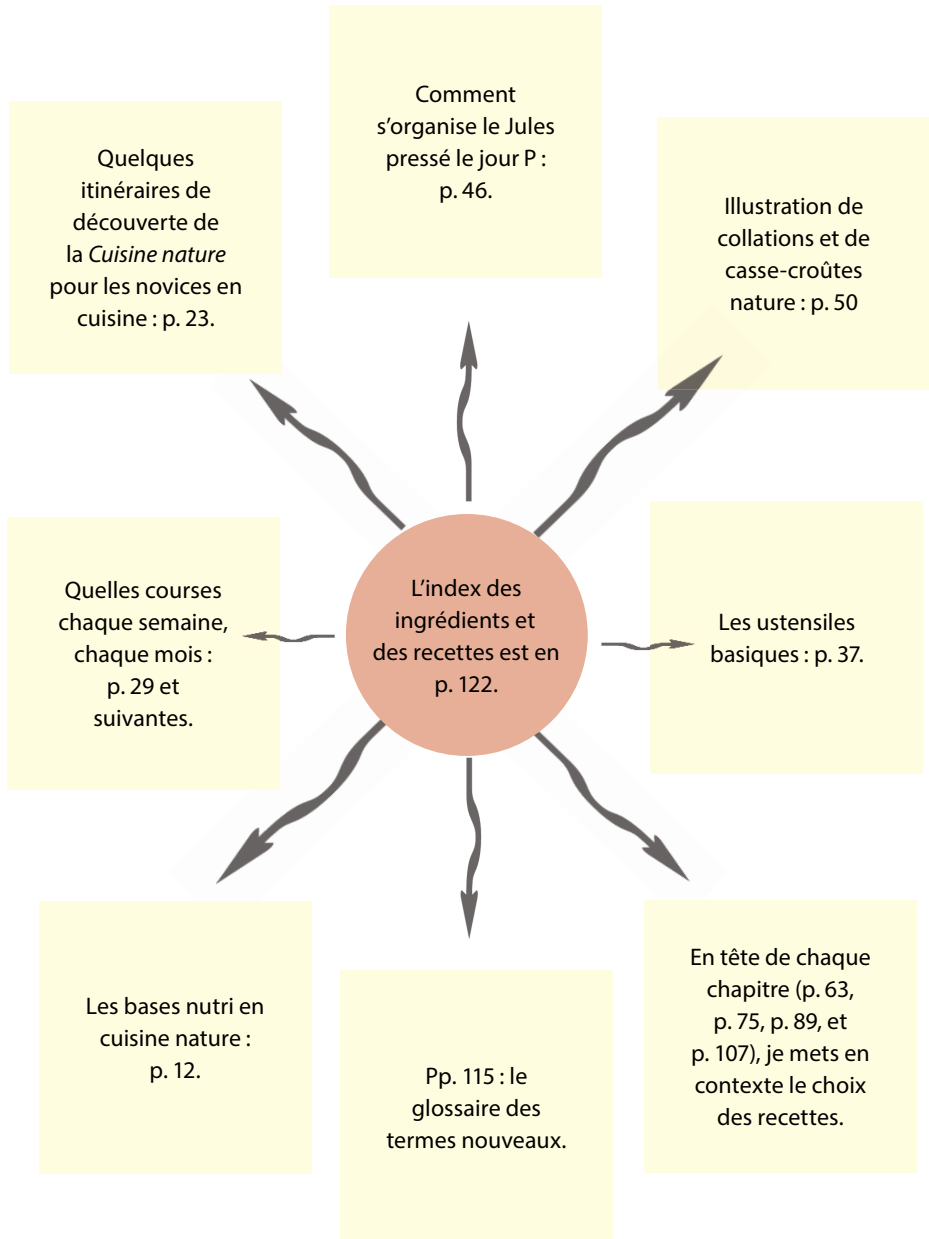 Comment
s’organise le Jules
pressé le jour P :
p. 46.
Quelques
itinéraires de
découverte de
la Cuisine nature
pour les novices en
cuisine : p. 23.
Illustration de
collations et de
casse-croûtes
nature : p. 50
Quelles courses
chaque semaine,
chaque mois :
p. 29 et
suivantes.
L’index des
ingrédients et
des recettes est en
p. 122.
Les ustensiles
basiques : p. 37.
Les bases nutri en
cuisine nature :
p. 12.
Pp. 115 : le
glossaire des
termes nouveaux.
En tête de chaque
chapitre (p. 63,
p. 75, p. 89, et
p. 107), je mets en
contexte le choix
des recettes.